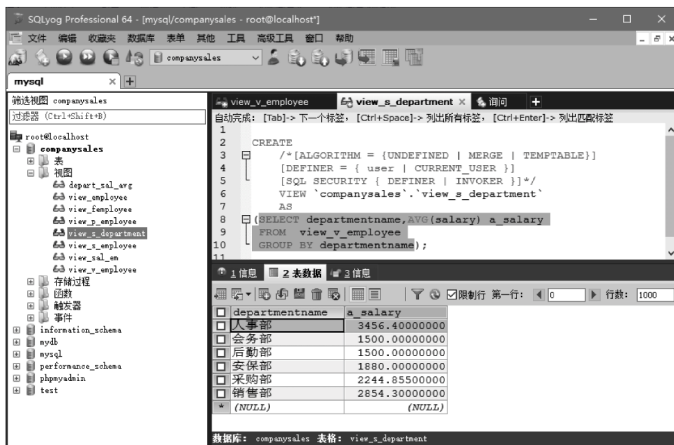 SQLyog Professional 64 - [mysql/companysales - root@localhost*]
文件 编辑 收藏夹 数据库 表单 其他 工具 高级工具 窗口 帮助
companysales
mysql
筛选视图 companysales
过滤器 (Ctrl+Shift+B)
root@localhost
companysales
表
视图
depart_sal_avg
view_employee
view_femployee
view_p_employee
view_s_department
view_s_employee
view_sal_em
view_v_employee
存储过程
函数
触发器
事件
information_schema
mydb
mysql
performance_schema
phpmyadmin
test
view_v_employee view_s_department 询问
自动完成: [Tab]-> 下一个标签, [Ctrl+Space]-> 列出所有标签, [Ctrl+Enter]-> 列出匹配标签
1
2 CREATE
3 /*[ALGORITHM = {UNDEFINED | MERGE | TEMPTABLE}]
4 [DEFINER = { user | CURRENT_USER }]
5 [SQL SECURITY { DEFINER | INVOKER }]*/
6 VIEW `companysales`.`view_s_department`
7 AS
8 (SELECT departmentname,AVG(salary) a_salary
9 FROM view_v_employee
10 GROUP BY departmentname);
11
1 信息 2 表数据 3 信息
限制行 第一行: 0 行数: 1000
departmentname a_salary
人事部 3456.40000000
会务部 1500.00000000
后勤部 1500.00000000
安保部 1880.00000000
采购部 2244.85500000
销售部 2854.30000000
* (NULL) (NULL)
数据库: companysales 表格: view_s_department